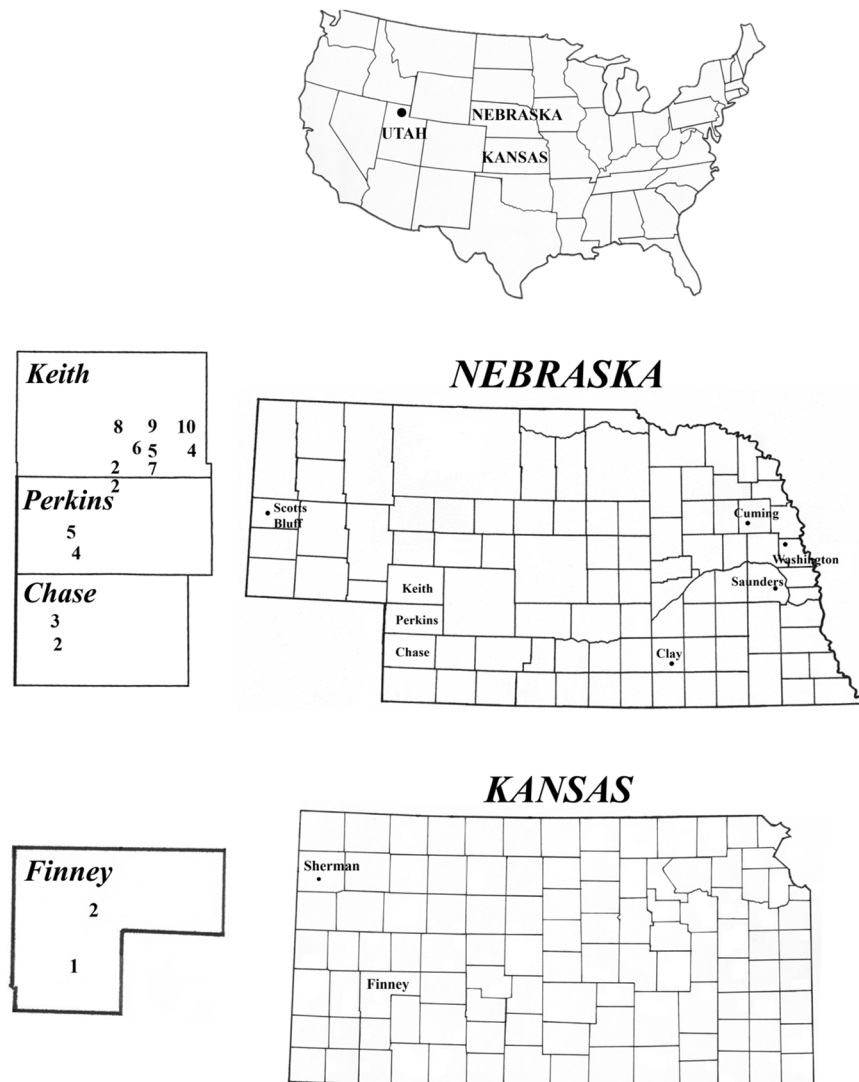 NEBRASKA
UTAH
KANSAS
NEBRASKA
Keith
8 9 10
6 5 4
2 7
2
Perkins
5
4
Chase
3
2
Scotts
Bluff
Cuming
Washington
Saunders
Keith
Perkins
Chase
Clay
KANSAS
Finney
2
1
Sherman
Finney